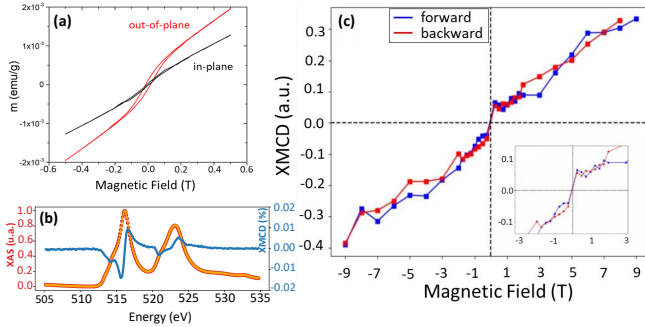 (a)
2x10⁻³
1x10⁻³
0
1x10⁻³
2x10⁻³
m (emu/g)
out-of-plane
in-plane
-0.6 -0.4 -0.2 0.0 0.2 0.4 0.6
Magnetic Field (T)
(b)
1.0
0.8
0.6
0.4
0.2
0.0
XAS (u.a.)
0.02
0.01
0.00
-0.01
-0.02
XMCD (%)
505 510 515 520 525 530 535
Energy (eV)
(c)
forward
backward
0.3
0.2
0.1
0.0
-0.1
-0.2
-0.3
-0.4
XMCD (a.u.)
0.1
0.0
-0.1
-3 -1 1 3
-9 -7 -5 -3 -1 1 3 5 7 9
Magnetic Field (T)